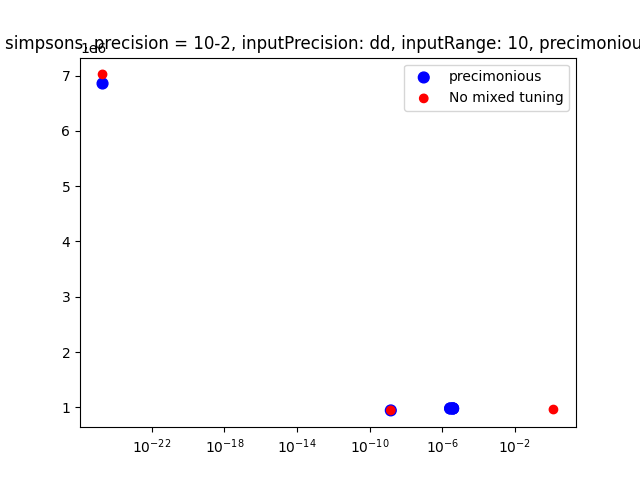 simpsons, precision = 10-2, inputPrecision: dd, inputRange: 10, precimoniou
1e6
precimonious
No mixed tuning
7
6
5
4
3
2
1
10⁻²² 10⁻¹⁸ 10⁻¹⁴ 10⁻¹⁰ 10⁻⁶ 10⁻²